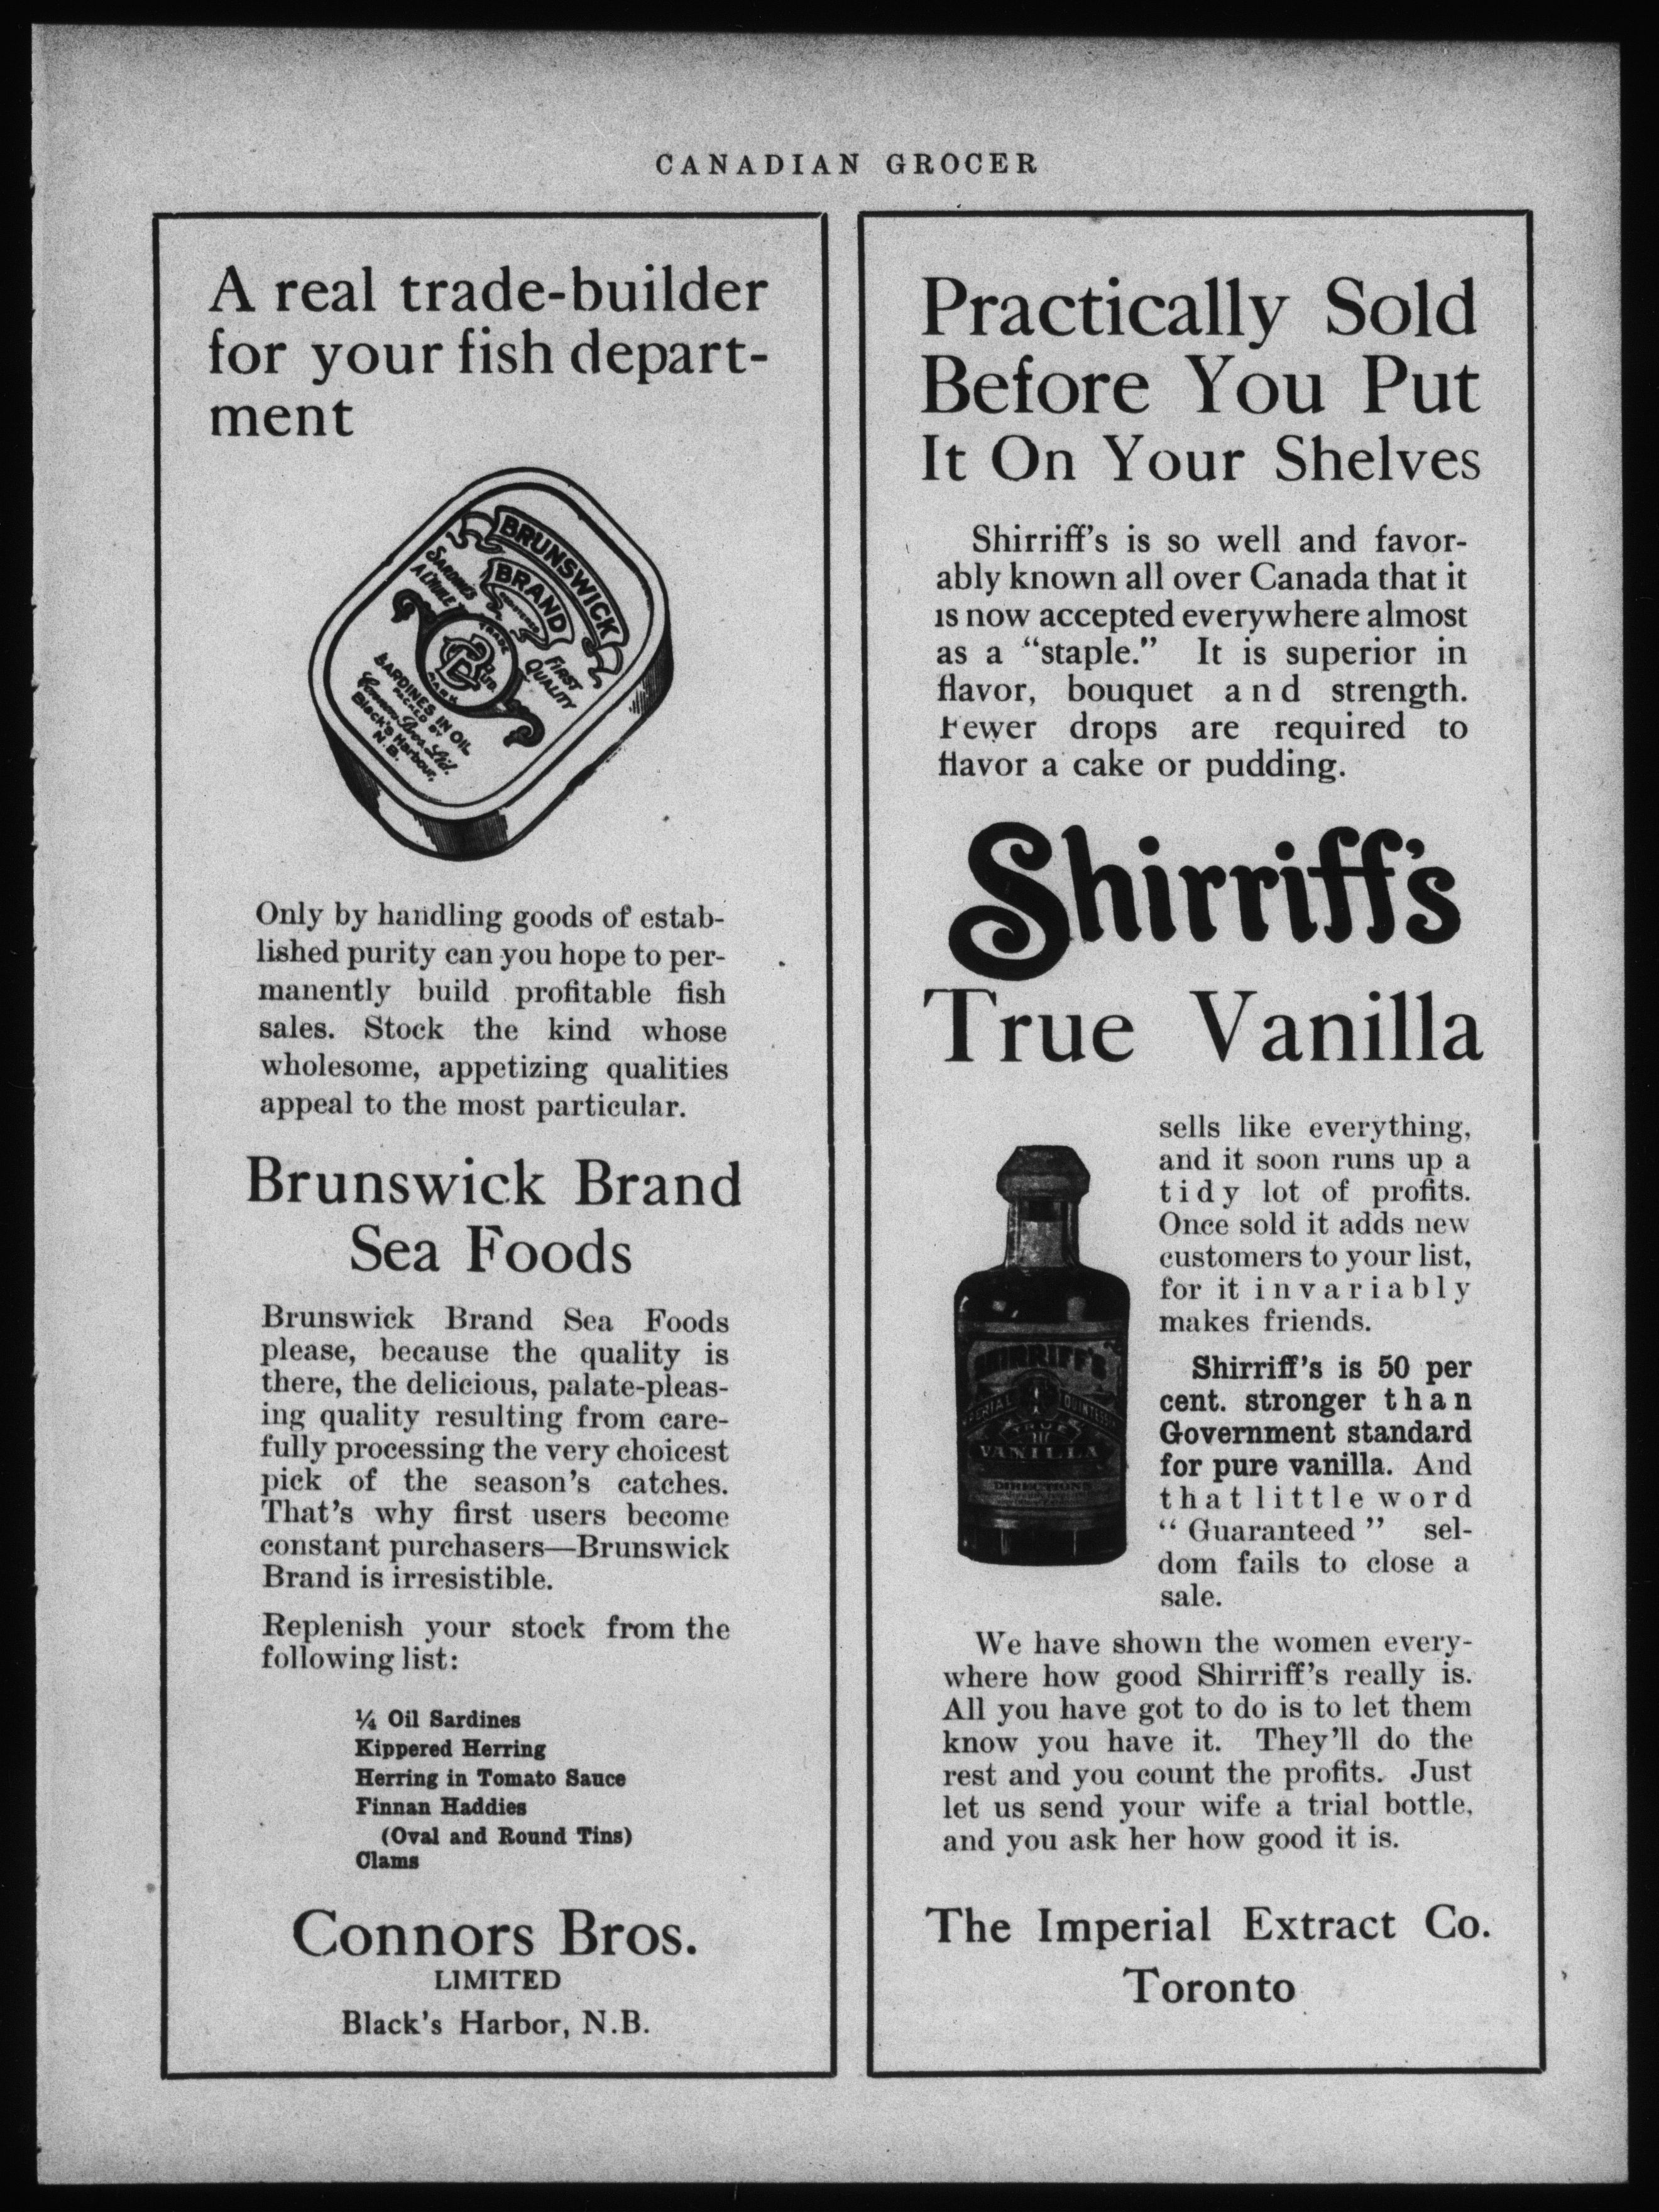 CANADIAN GROCER
A real trade-builder
for your fish depart-
ment
BRUNSWICK
BRAND
SARDINES
A L'HUILE
TRADE
MARK
FIRST
QUALITY
SARDINES IN OIL
PACKED BY
Connors Bros. Ltd.
Black's Harbour,
N.B.
Only by handling goods of estab-
lished purity can you hope to per-
manently build profitable fish
sales. Stock the kind whose
wholesome, appetizing qualities
appeal to the most particular.
Brunswick Brand
Sea Foods
Brunswick Brand Sea Foods
please, because the quality is
there, the delicious, palate-pleas-
ing quality resulting from care-
fully processing the very choicest
pick of the season's catches.
That's why first users become
constant purchasers—Brunswick
Brand is irresistible.
Replenish your stock from the
following list:
¼ Oil Sardines
Kippered Herring
Herring in Tomato Sauce
Finnan Haddies
(Oval and Round Tins)
Clams
Connors Bros.
LIMITED
Black's Harbor, N.B.
Practically Sold
Before You Put
It On Your Shelves
Shirriff's is so well and favor-
ably known all over Canada that it
is now accepted everywhere almost
as a "staple." It is superior in
flavor, bouquet and strength.
Fewer drops are required to
flavor a cake or pudding.
Shirriff's
True Vanilla
SHIRRIFF'S
TRUE
VANILLA
DIRECTIONS
sells like everything,
and it soon runs up a
tidy lot of profits.
Once sold it adds new
customers to your list,
for it invariably
makes friends.
Shirriff's is 50 per
cent. stronger than
Government standard
for pure vanilla. And
that little word
"Guaranteed" sel-
dom fails to close a
sale.
We have shown the women every-
where how good Shirriff's really is.
All you have got to do is to let them
know you have it. They'll do the
rest and you count the profits. Just
let us send your wife a trial bottle,
and you ask her how good it is.
The Imperial Extract Co.
Toronto